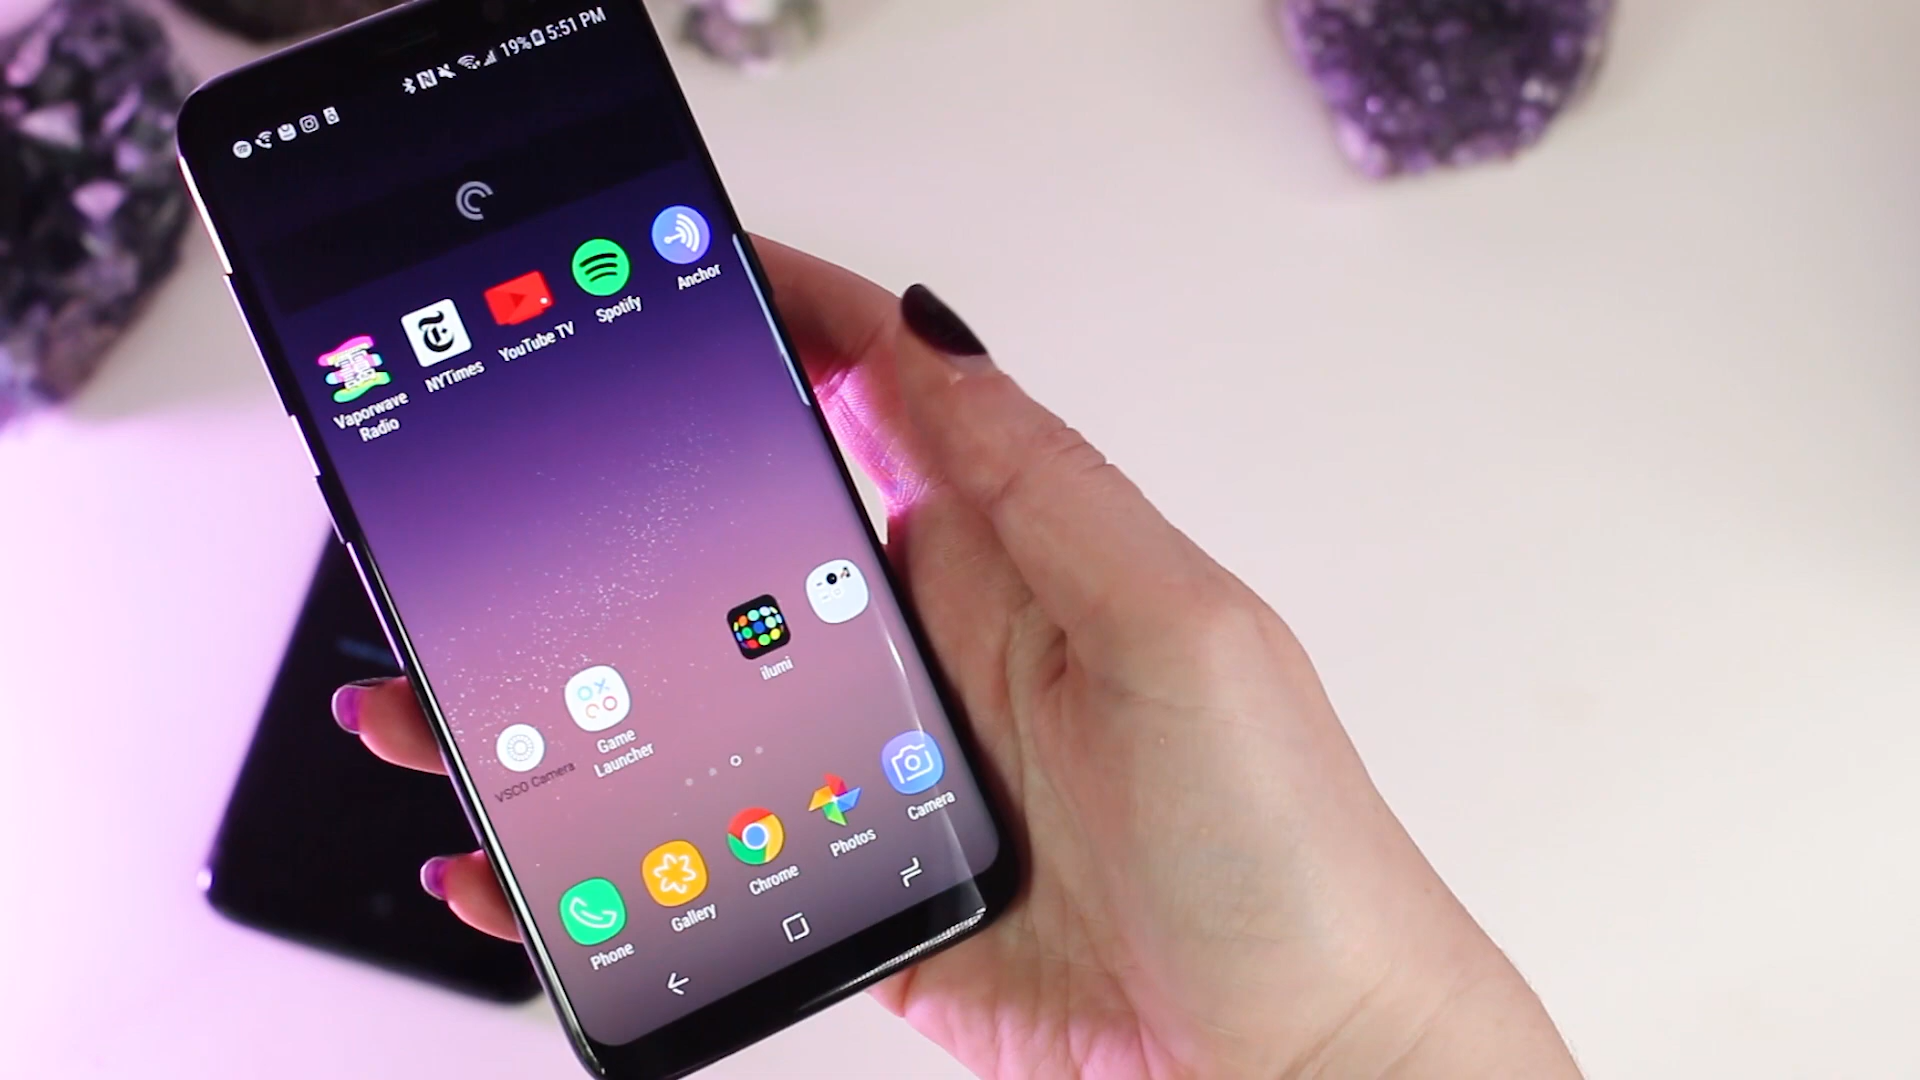 19% 5:51 PM
Anchor
Spotify
YouTube TV
NYTimes
Vaporwave
Radio
ilumi
Game
Launcher
VSCO Camera
Camera
Photos
Chrome
Gallery
Phone